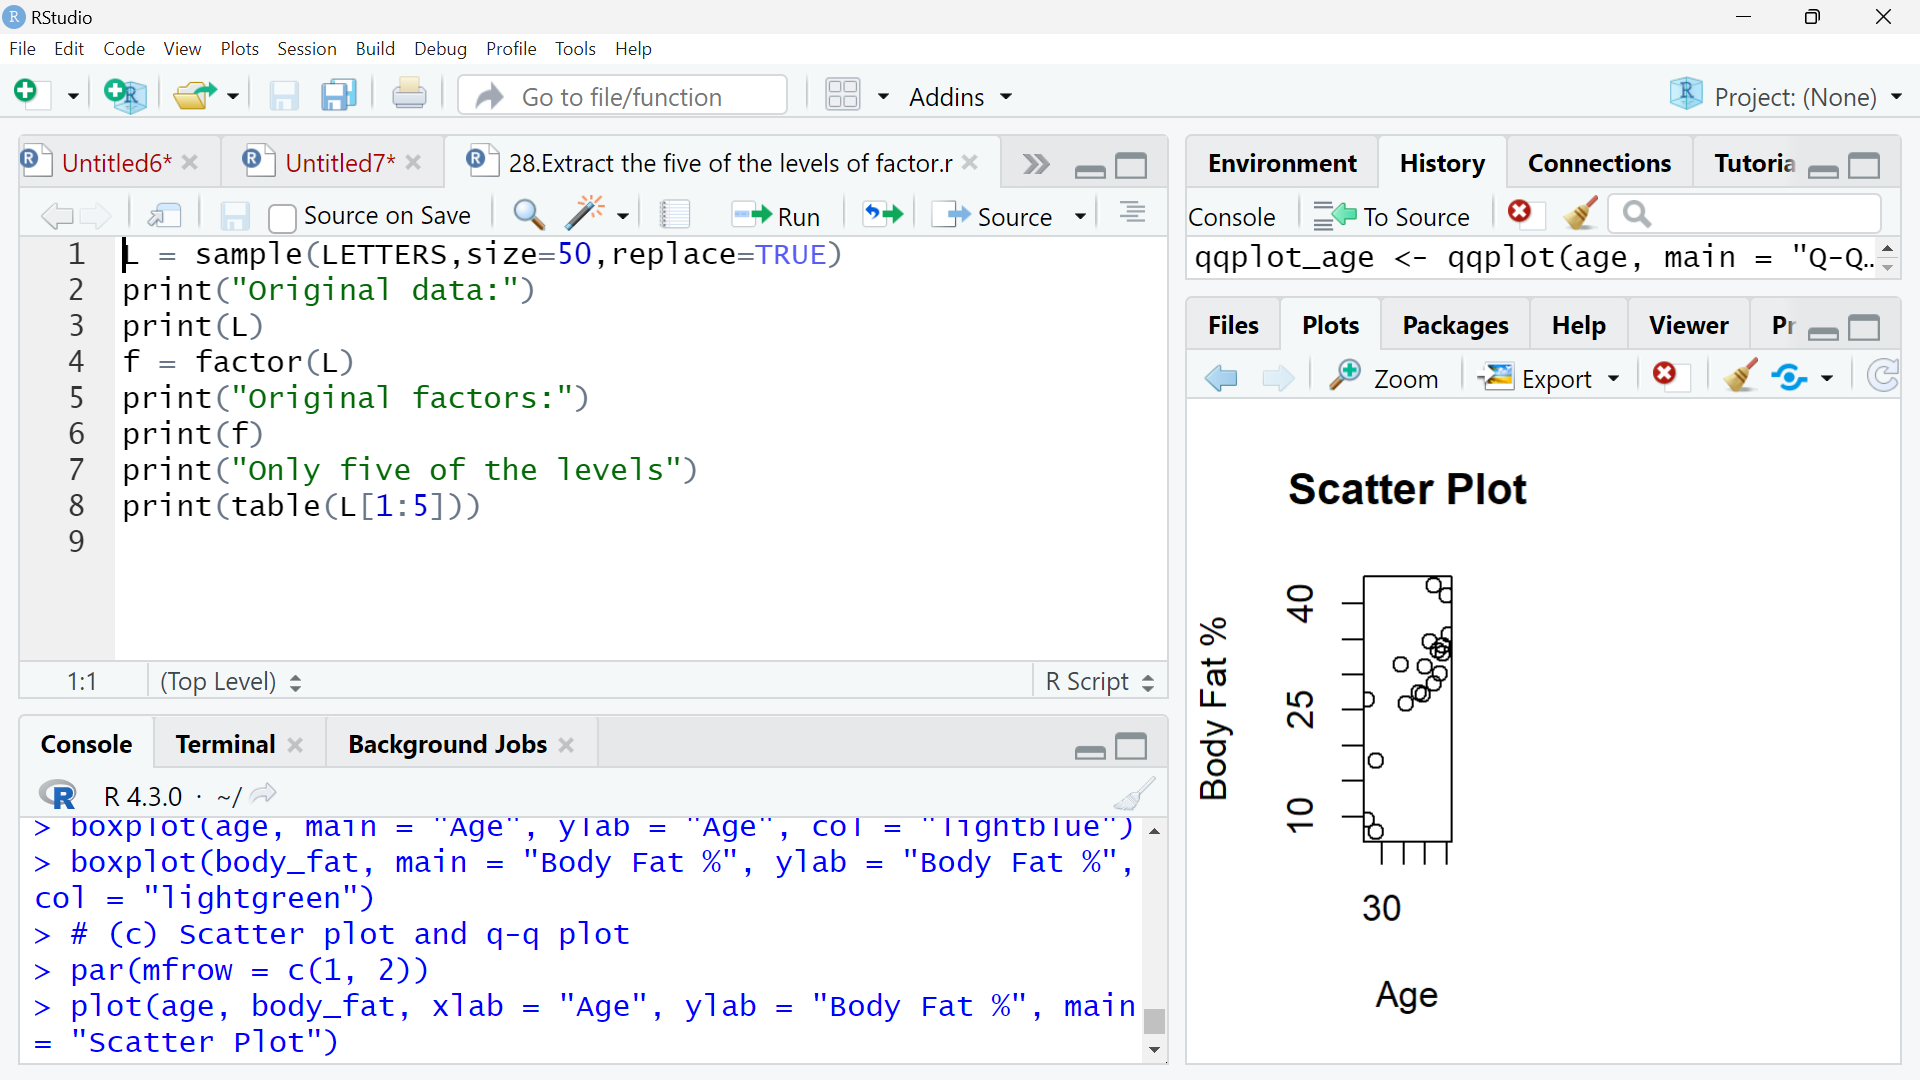 RStudio
File Edit Code View Plots Session Build Debug Profile Tools Help
Go to file/function Addins Project: (None)
Untitled6* Untitled7* 28.Extract the five of the levels of factor.r
Source on Save Run Source
1 L = sample(LETTERS,size=50,replace=TRUE)
2 print("Original data:")
3 print(L)
4 f = factor(L)
5 print("Original factors:")
6 print(f)
7 print("Only five of the levels")
8 print(table(L[1:5]))
9
1:1 (Top Level) R Script
Console Terminal Background Jobs
R 4.3.0 · ~/
> boxplot(age, main = "Age", ylab = "Age", col = "lightblue")
> boxplot(body_fat, main = "Body Fat %", ylab = "Body Fat %",
col = "lightgreen")
> # (c) Scatter plot and q-q plot
> par(mfrow = c(1, 2))
> plot(age, body_fat, xlab = "Age", ylab = "Body Fat %", main
= "Scatter Plot")
Environment History Connections Tutoria
Console To Source
qqplot_age <- qqplot(age, main = "Q-Q..
Files Plots Packages Help Viewer Pr
Zoom Export
Scatter Plot
Body Fat %
40
25
10
30
Age